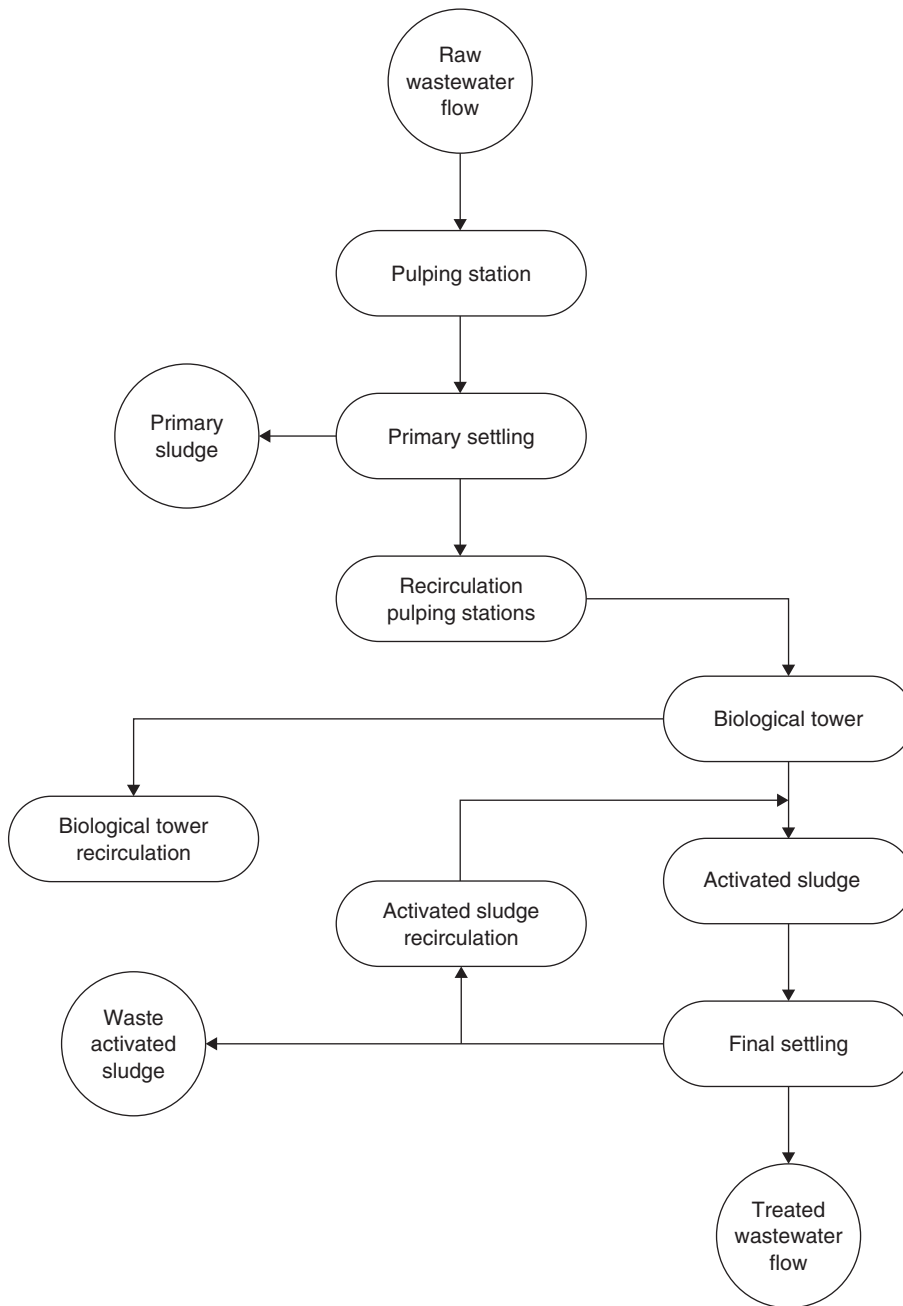 Raw
wastewater
flow
Pulping station
Primary
sludge
Primary settling
Recirculation
pulping stations
Biological tower
Biological tower
recirculation
Activated sludge
Activated sludge
recirculation
Waste
activated
sludge
Final settling
Treated
wastewater
flow